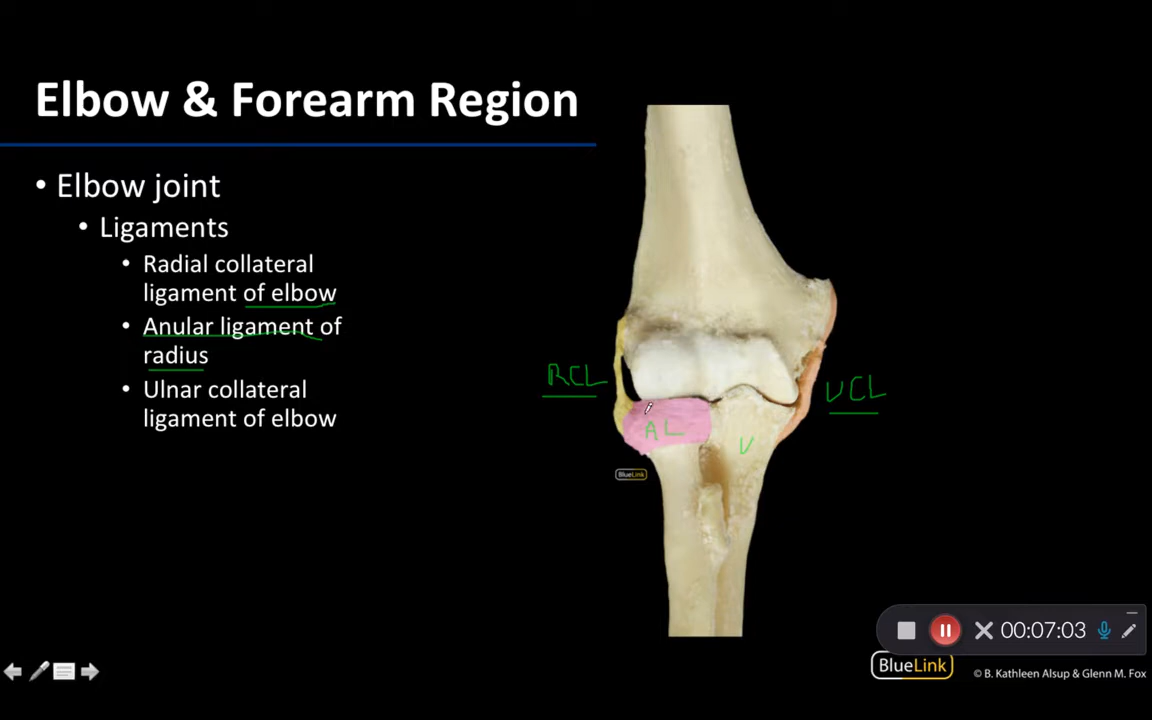 Elbow & Forearm Region
• Elbow joint
• Ligaments
• Radial collateral
ligament of elbow
• Anular ligament of
radius
• Ulnar collateral
ligament of elbow
RCL
UCL
AL
U
BlueLink
00:07:03
BlueLink
© B. Kathleen Alsup & Glenn M. Fox